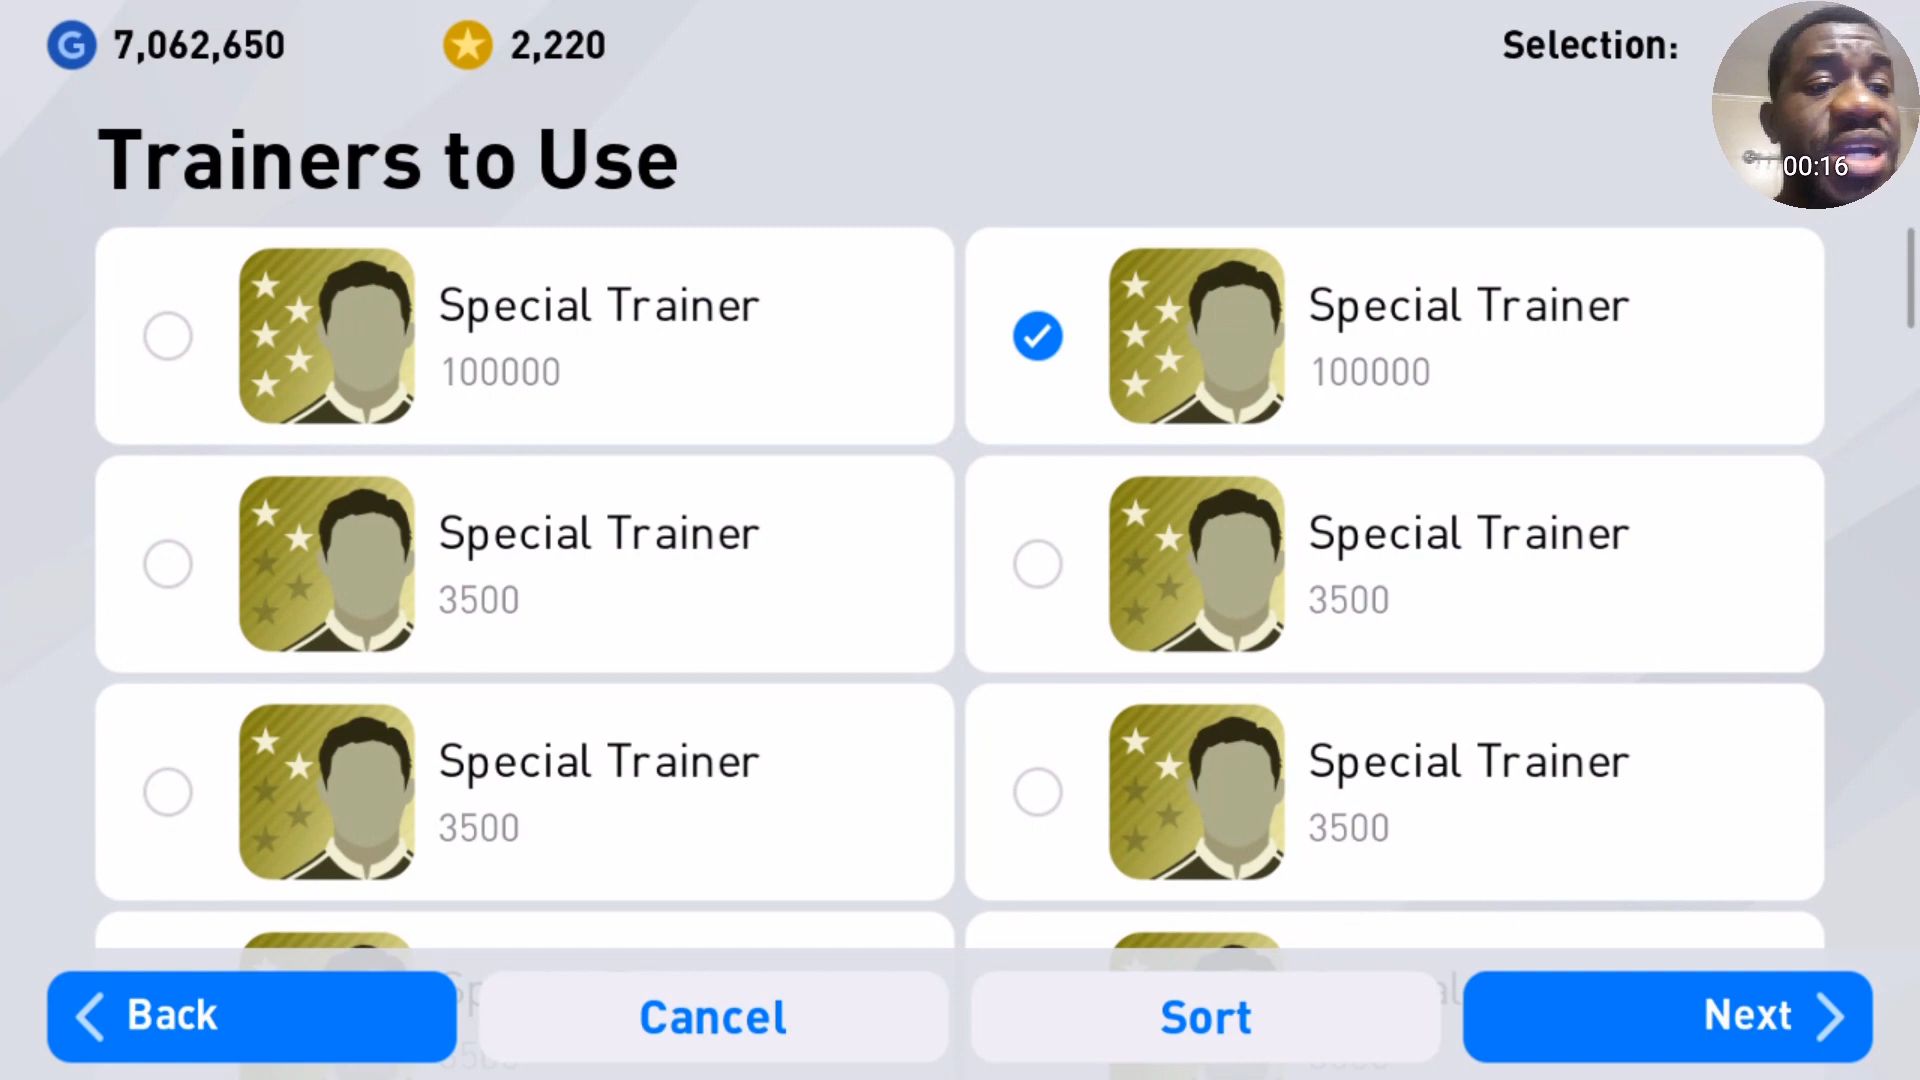 G 7,062,650 2,220 Selection:
00:16
Trainers to Use
Special Trainer Special Trainer
100000 100000
Special Trainer Special Trainer
3500 3500
Special Trainer Special Trainer
3500 3500
Back Cancel Sort Next